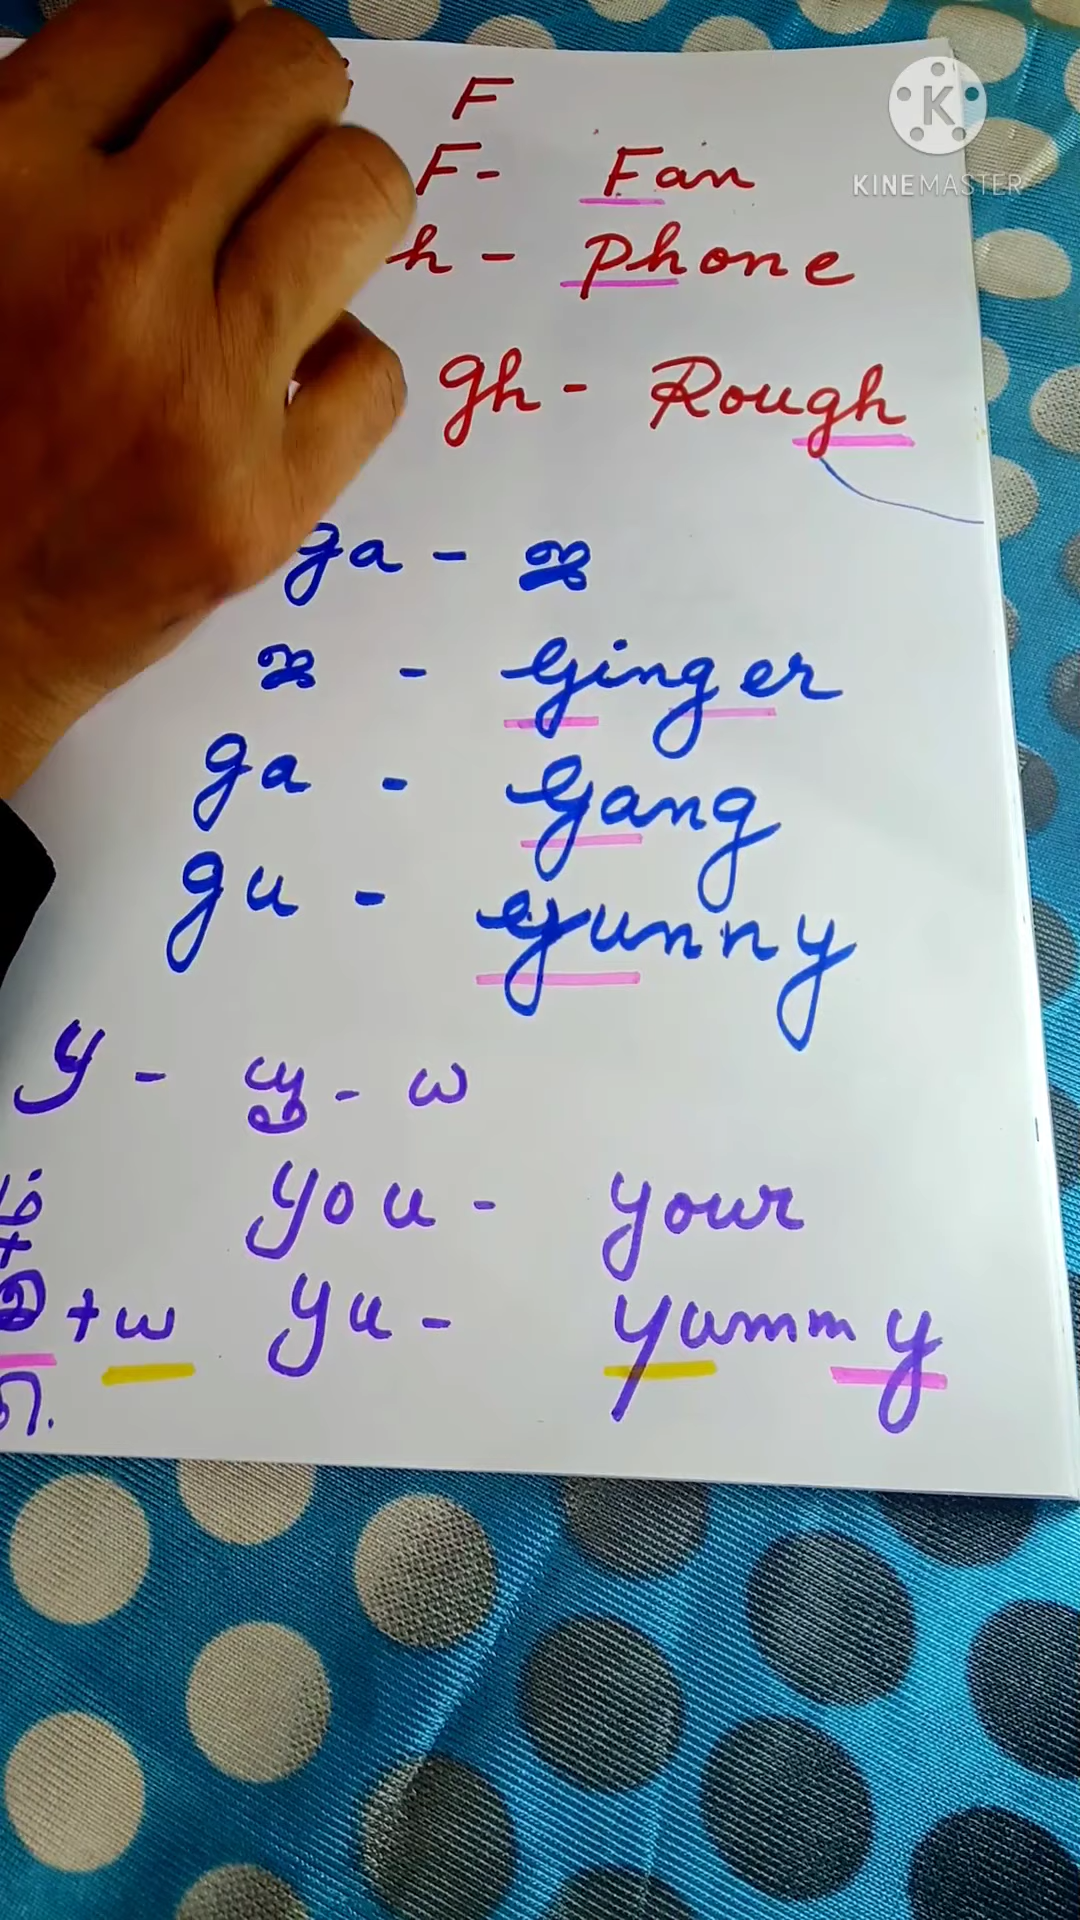 F
F- Fan
h - phone
gh - Rough
ga - ജ
ജ - Ginger
ga - Gang
gu - gunny
y - യു - ω
you - your
+ω yu - yummy
KINEMASTER